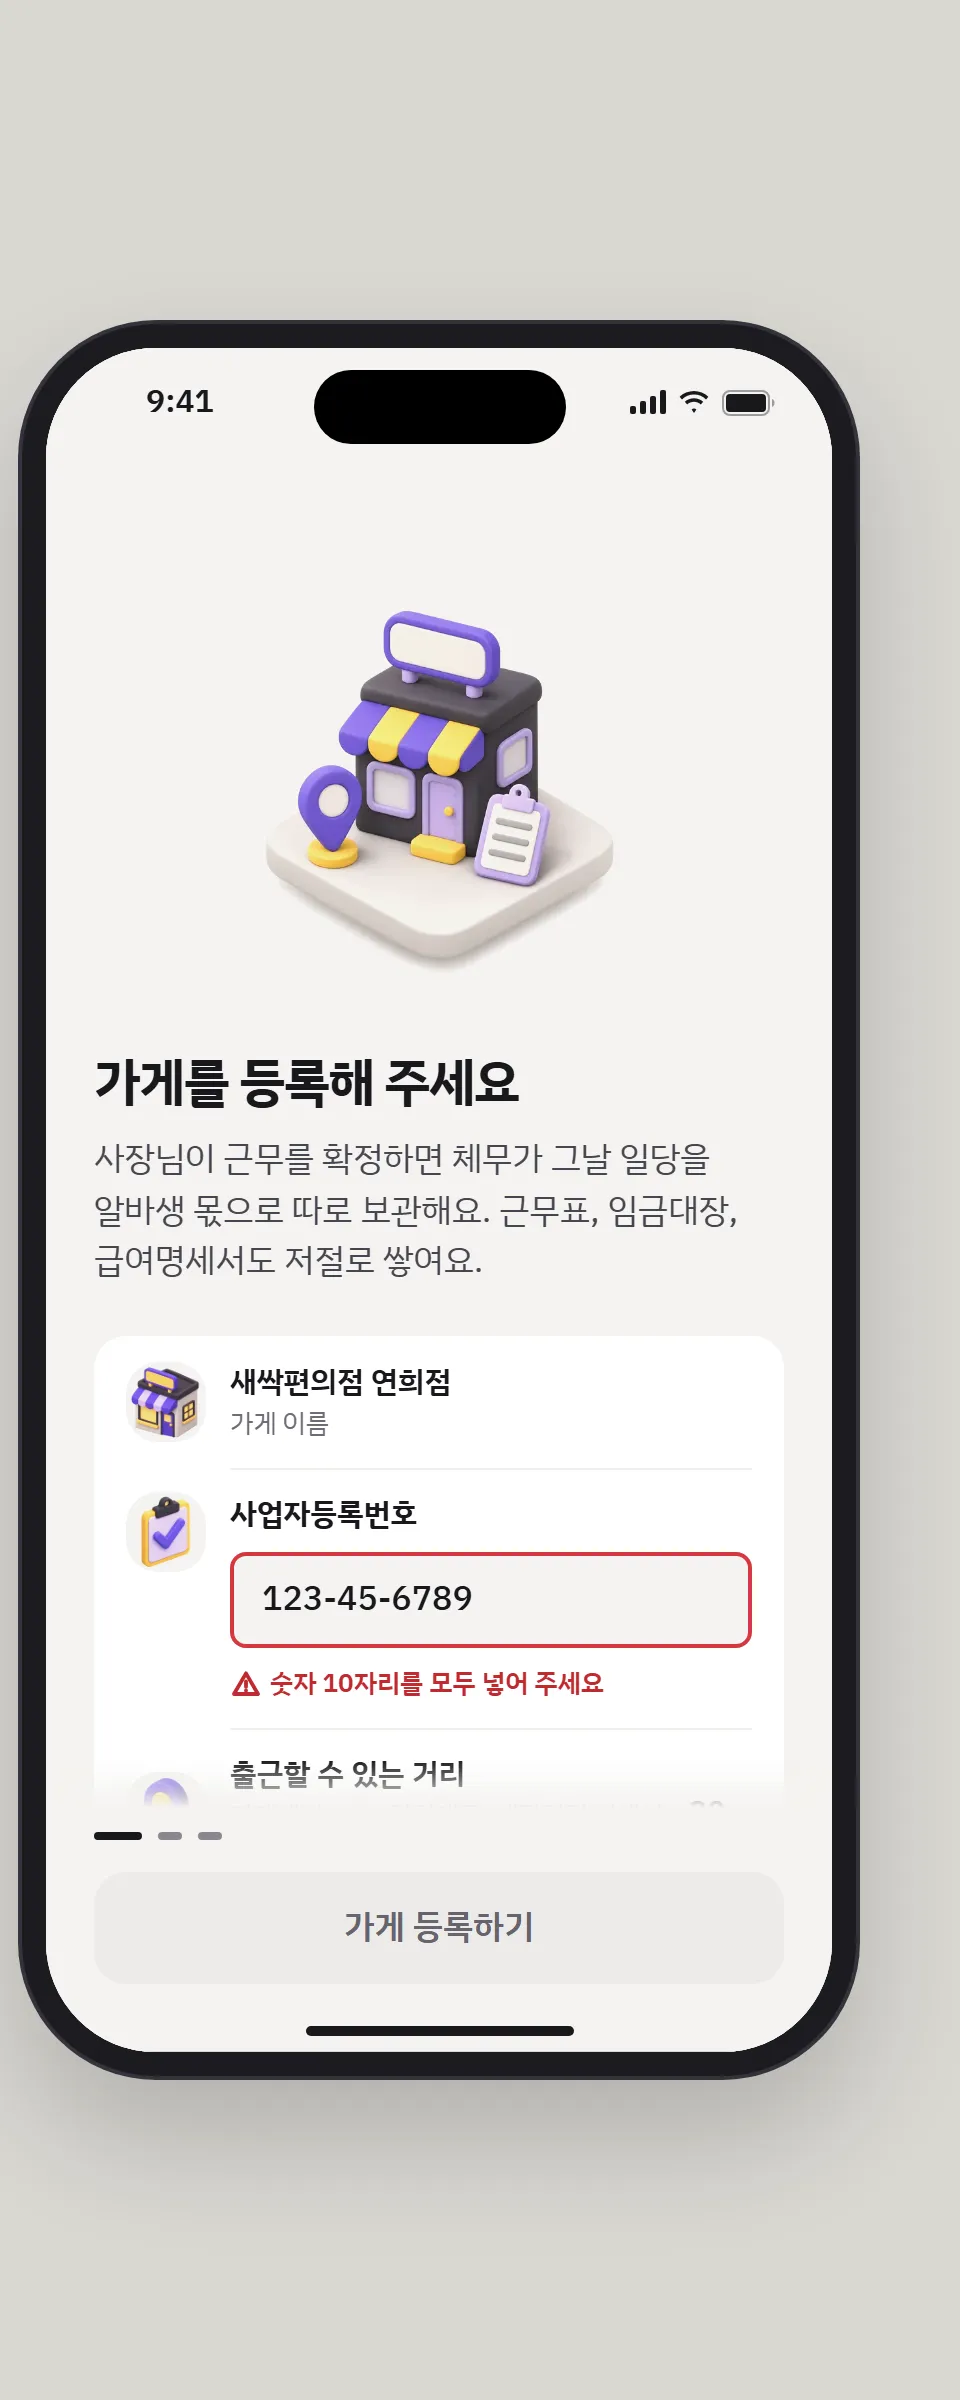 9:41
가게를 등록해 주세요
사장님이 근무를 확정하면 체무가 그날 일당을
알바생 몫으로 따로 보관해요. 근무표, 임금대장,
급여명세서도 저절로 쌓여요.
새싹편의점 연희점
가게 이름
사업자등록번호
123-45-6789
숫자 10자리를 모두 넣어 주세요
출근할 수 있는 거리
가게 등록하기